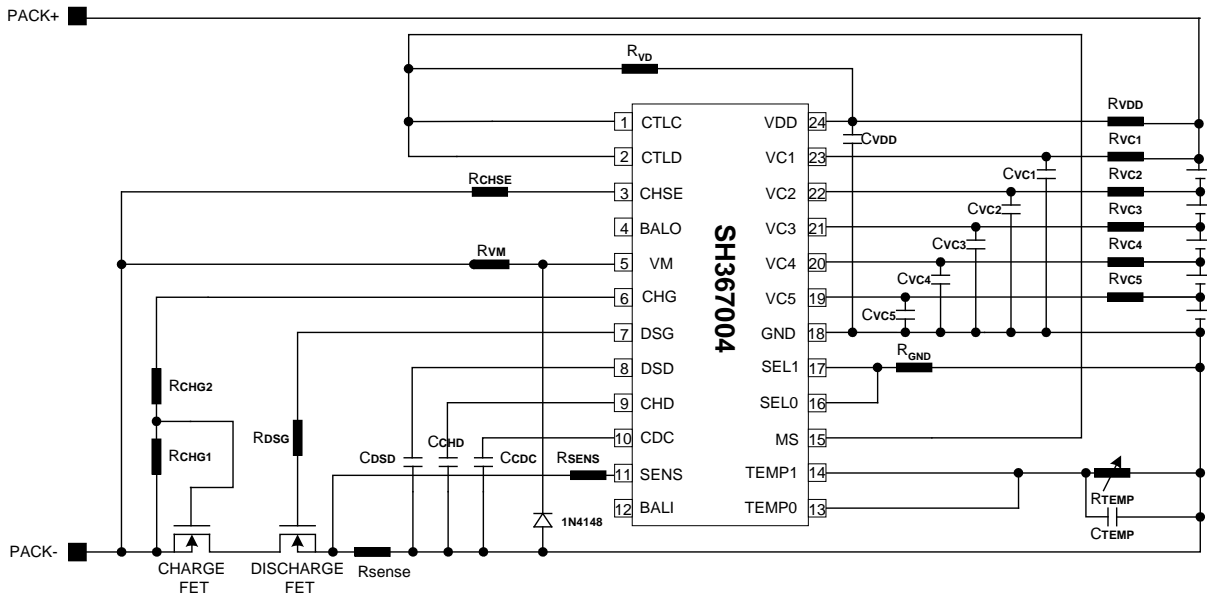 PACK+
RVD
1 CTLC VDD 24
2 CTLD VC1 23
3 CHSE VC2 22
4 BALO VC3 21
5 VM VC4 20
6 CHG VC5 19
7 DSG GND 18
8 DSD SEL1 17
9 CHD SEL0 16
10 CDC MS 15
11 SENS TEMP1 14
12 BALI TEMP0 13
SH367004
RCHSE
RVM
RCHG2
RCHG1
RDSG
CDSD
CCHD
CCDC
RSENS
1N4148
CVDD
CVC1
CVC2
CVC3
CVC4
CVC5
RVDD
RVC1
RVC2
RVC3
RVC4
RVC5
RGND
RTEMP
CTEMP
PACK-
CHARGE
FET
DISCHARGE
FET
Rsense